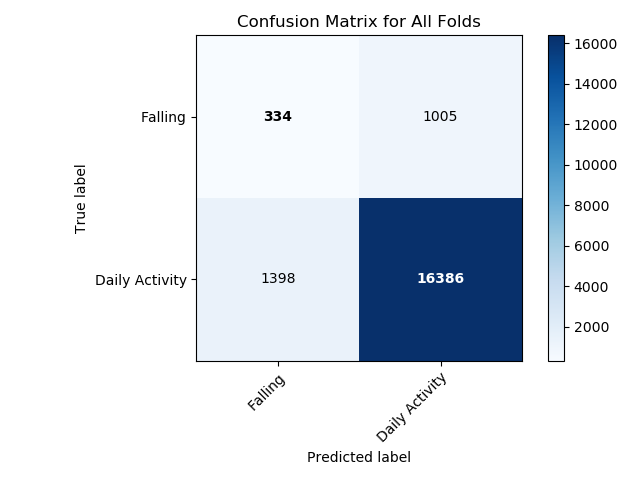 Confusion Matrix for All Folds
True label
Falling
334
1005
Daily Activity
1398
16386
Falling
Daily Activity
Predicted label
16000
14000
12000
10000
8000
6000
4000
2000